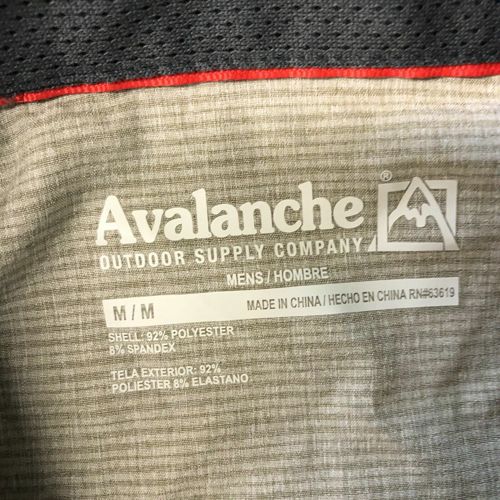 Avalanche®
OUTDOOR SUPPLY COMPANY
MENS / HOMBRE
M / M MADE IN CHINA / HECHO EN CHINA RN#63619
SHELL: 92% POLYESTER
8% SPANDEX
TELA EXTERIOR: 92%
POLIESTER 8% ELASTANO